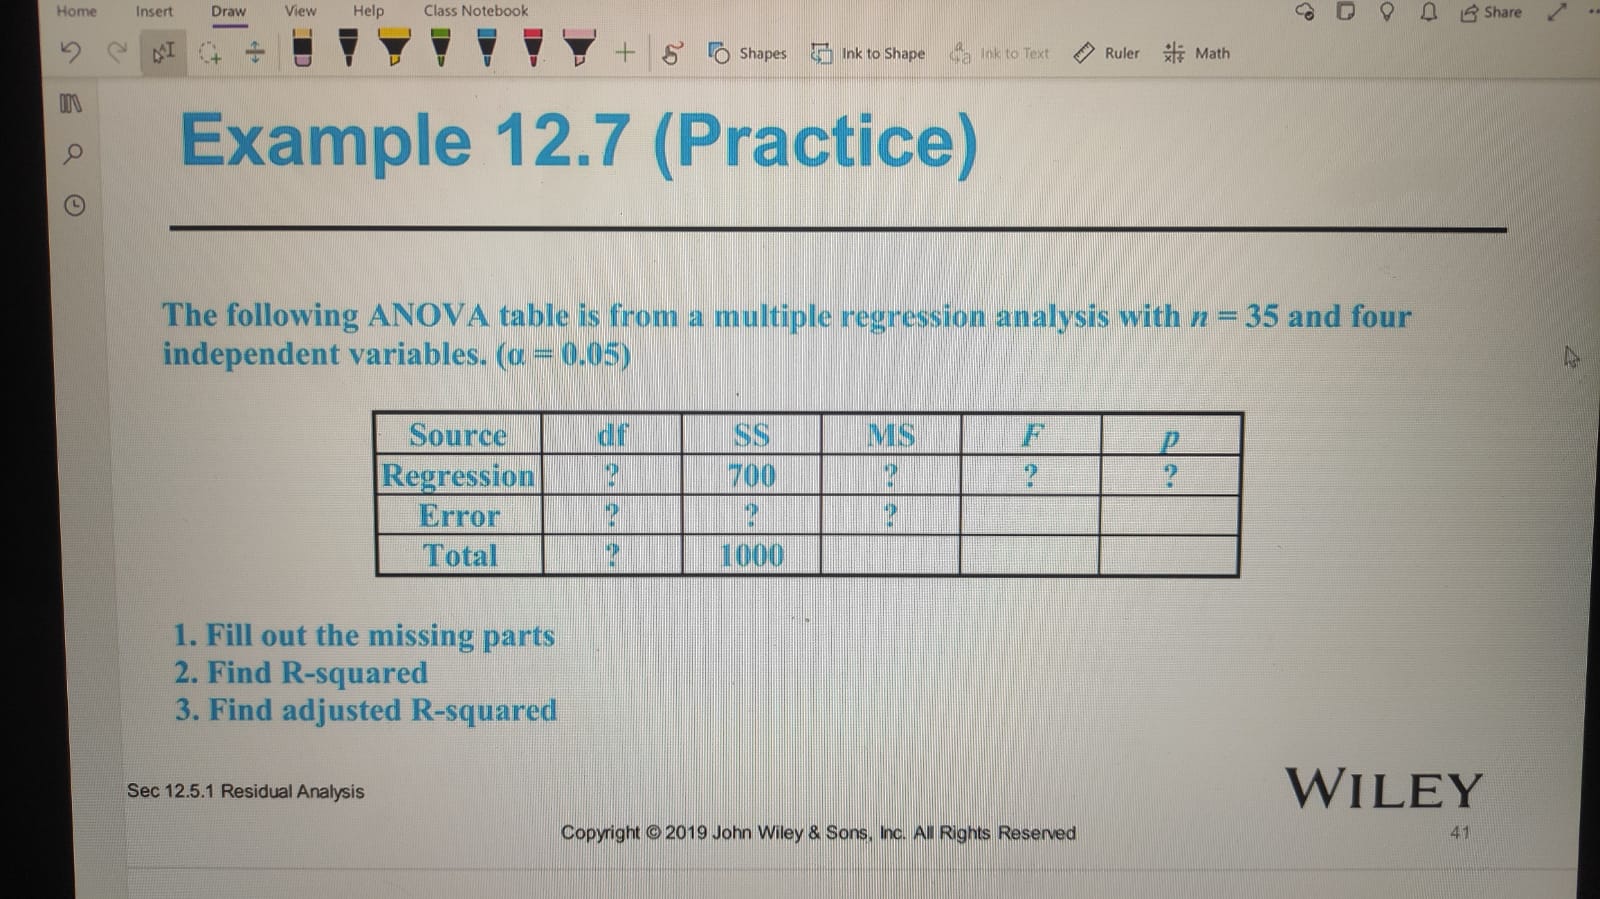 Home Insert Draw View Help Class Notebook Share
Shapes Ink to Shape Ink to Text Ruler Math
Example 12.7 (Practice)
The following ANOVA table is from a multiple regression analysis with n = 35 and four
independent variables. (α = 0.05)
Source df SS MS F p
Regression ? 700 ? ? ?
Error ? ? ?
Total ? 1000
1. Fill out the missing parts
2. Find R-squared
3. Find adjusted R-squared
Sec 12.5.1 Residual Analysis
WILEY
Copyright © 2019 John Wiley & Sons, Inc. All Rights Reserved
41